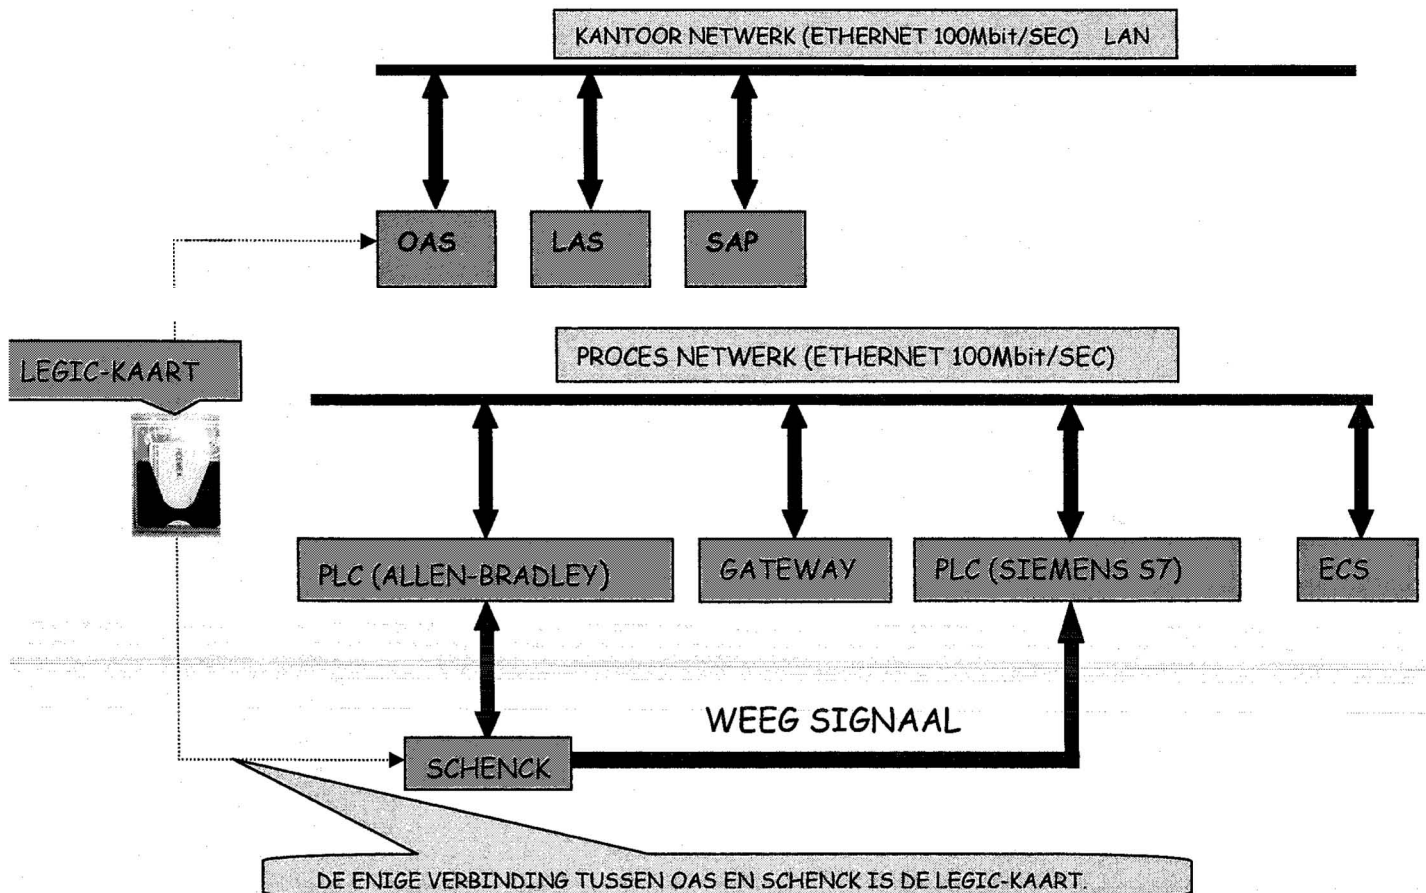 KANTOOR NETWERK (ETHERNET 100Mbit/SEC) LAN
OAS
LAS
SAP
LEGIC-KAART
PROCES NETWERK (ETHERNET 100Mbit/SEC)
PLC (ALLEN-BRADLEY)
GATEWAY
PLC (SIEMENS S7)
ECS
WEEG SIGNAAL
SCHENCK
DE ENIGE VERBINDING TUSSEN OAS EN SCHENCK IS DE LEGIC-KAART.